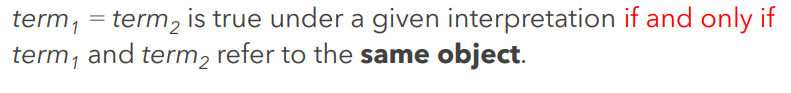 term₁ = term₂ is true under a given interpretation if and only if
term₁ and term₂ refer to the same object.